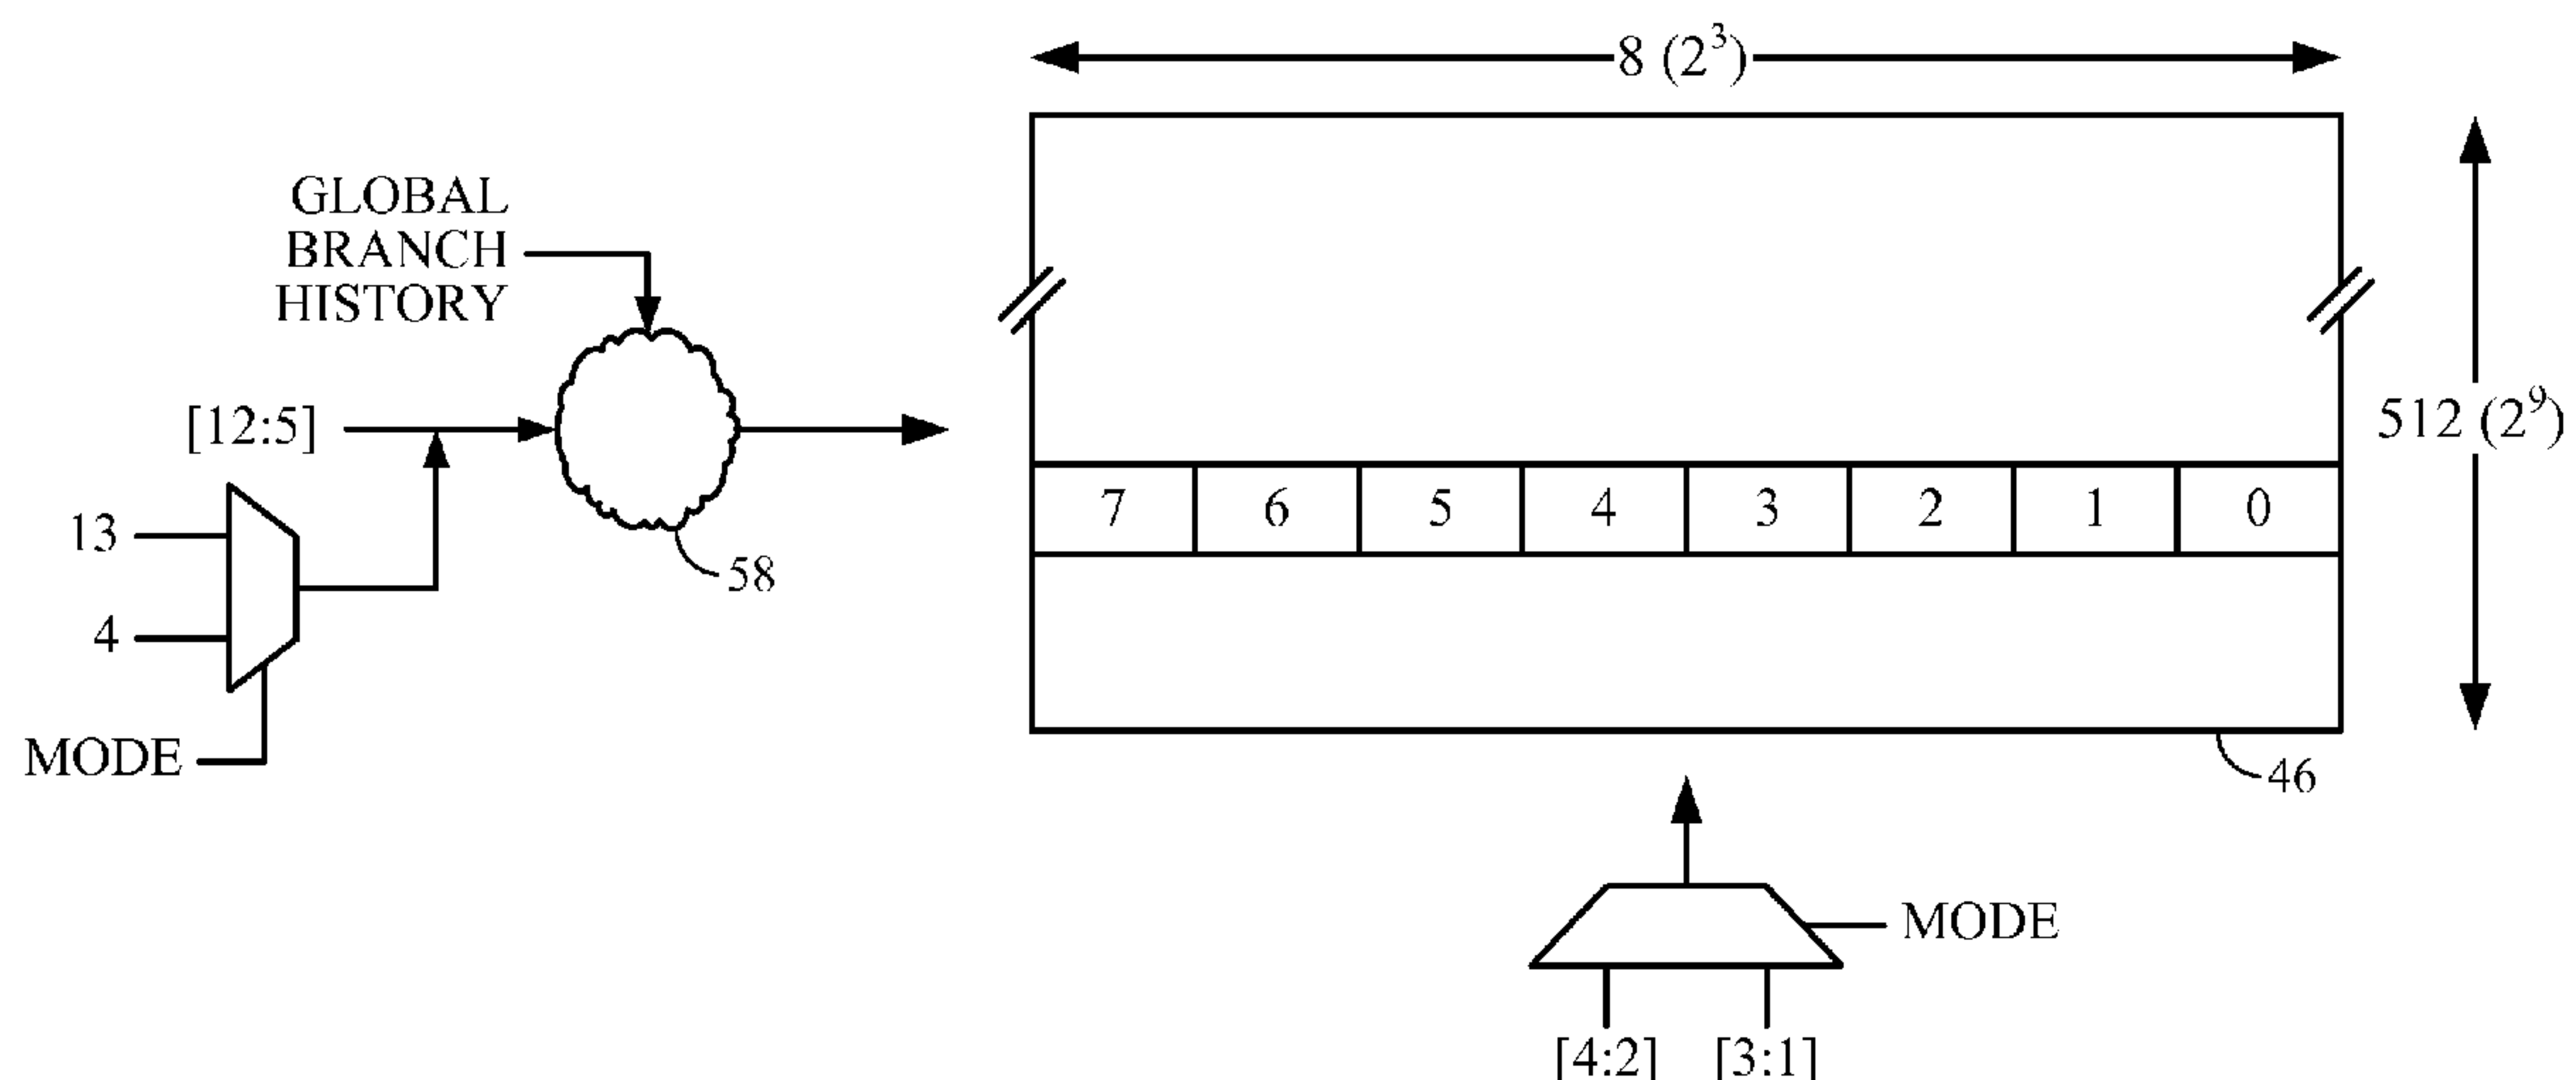 8 (2³)
GLOBAL
BRANCH
HISTORY
[12:5]
512 (2⁹)
7 6 5 4 3 2 1 0
13
58
4
MODE
46
MODE
[4:2] [3:1]